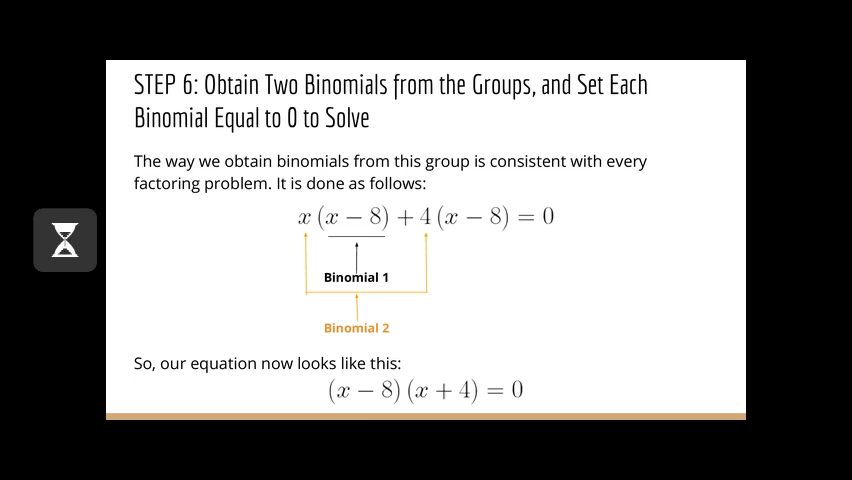 STEP 6: Obtain Two Binomials from the Groups, and Set Each
Binomial Equal to 0 to Solve
The way we obtain binomials from this group is consistent with every
factoring problem. It is done as follows:
x (x − 8) + 4 (x − 8) = 0
Binomial 1
Binomial 2
So, our equation now looks like this:
(x − 8) (x + 4) = 0